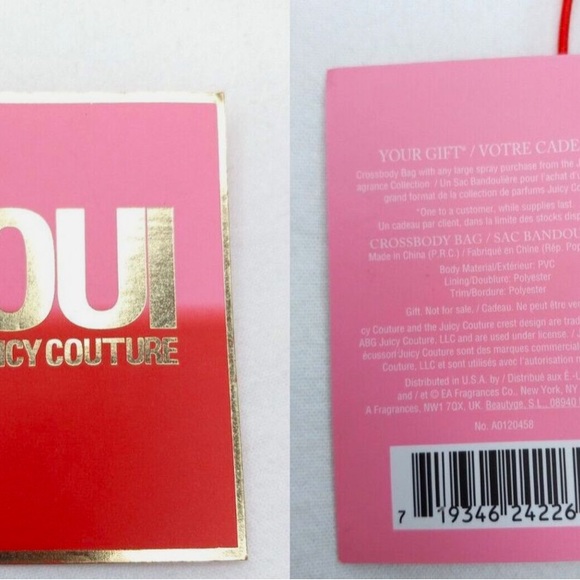 OUI
JUICY COUTURE
YOUR GIFT* / VOTRE CADE
Crossbody Bag with any large spray purchase from the J
agrance Collection / Un Sac Bandoulière pour l'achat d'u
grand format de la collection de parfums Juicy Co
*One to a customer, while supplies last
Un cadeau par client, dans la limite des stocks disp
CROSSBODY BAG / SAC BANDOU
Made in China (P.R.C.) / Fabriqué en Chine (Rép. Pop
Body Material/Extérieur: PVC
Lining/Doublure: Polyester
Trim/Bordure: Polyester
Gift. Not for sale. / Cadeau. Ne peut être ve
cy Couture and the Juicy Couture crest design are trad
ABG Juicy Couture, LLC and are used under license. /
écusson Juicy Couture sont des marques commercial
Couture, LLC et sont utilisés avec l'autorisation
Distributed in U.S.A. by / Distribué aux É.-U
and / et © EA Fragrances Co., New York, NY
A Fragrances, NW1 7QX, UK. Beautyge, S.L., 08940
No. A0120458
7 19346 24226